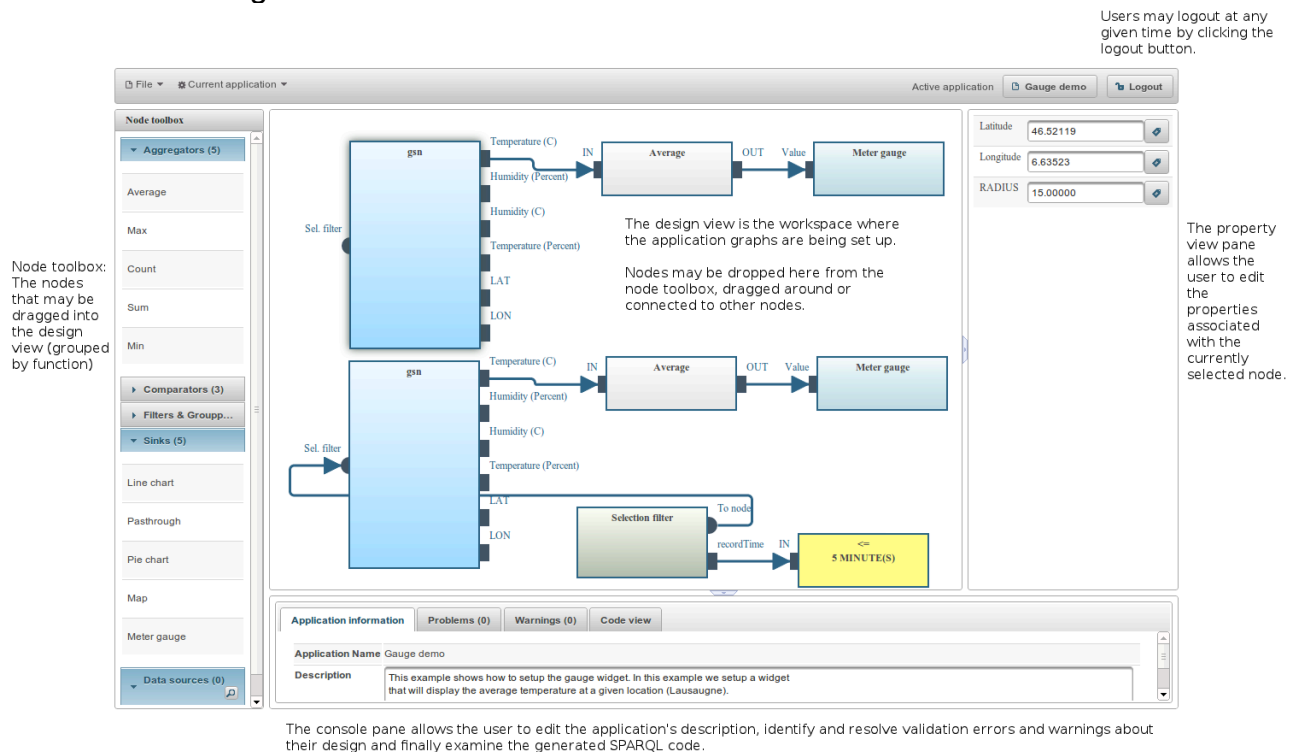 Users may logout at any
given time by clicking the
logout button.
File
Current application
Active application
Gauge demo
Logout
Node toolbox
Aggregators (5)
Average
Max
Count
Sum
Min
Comparators (3)
Filters & Groupp...
Sinks (5)
Line chart
Pasthrough
Pie chart
Map
Meter gauge
Data sources (0)
Node toolbox:
The nodes
that may be
dragged into
the design
view (grouped
by function)
gsn
Sel. filter
Temperature (C)
Humidity (Percent)
Humidity (C)
Temperature (Percent)
LAT
LON
IN
Average
OUT
Value
Meter gauge
The design view is the workspace where
the application graphs are being set up.
Nodes may be dropped here from the
node toolbox, dragged around or
connected to other nodes.
gsn
Sel. filter
Temperature (C)
Humidity (Percent)
Humidity (C)
Temperature (Percent)
LAT
LON
IN
Average
OUT
Value
Meter gauge
Selection filter
To node
recordTime
IN
<=
5 MINUTE(S)
Latitude
46.52119
Longitude
6.63523
RADIUS
15.00000
The property
view pane
allows the
user to edit
the
properties
associated
with the
currently
selected node.
Application information
Problems (0)
Warnings (0)
Code view
Application Name Gauge demo
Description
This example shows how to setup the gauge widget. In this example we setup a widget
that will display the average temperature at a given location (Lausaugne).
The console pane allows the user to edit the application's description, identify and resolve validation errors and warnings about
their design and finally examine the generated SPARQL code.